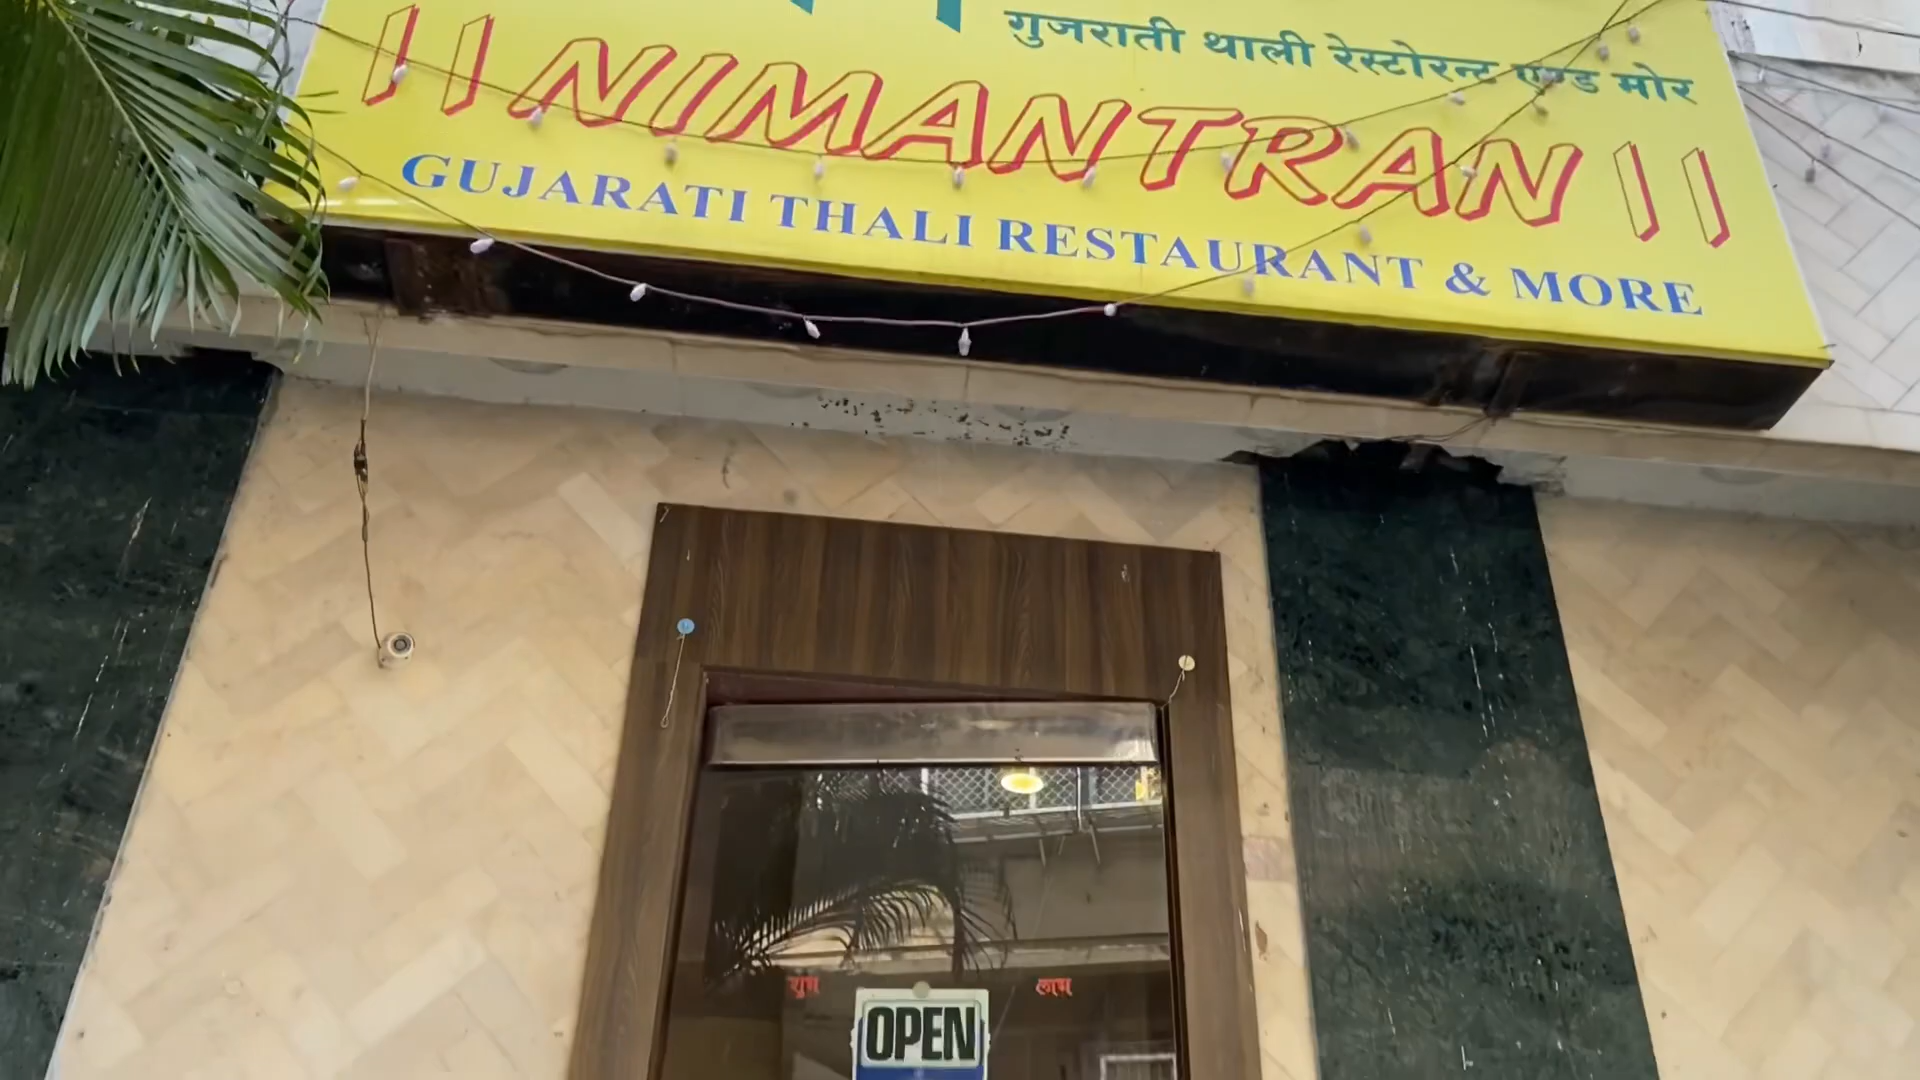 गुजराती थाली रेस्टोरन्ट एण्ड मोर
|| NIMANTRAN ||
GUJARATI THALI RESTAURANT & MORE
शुभ लाभ
OPEN